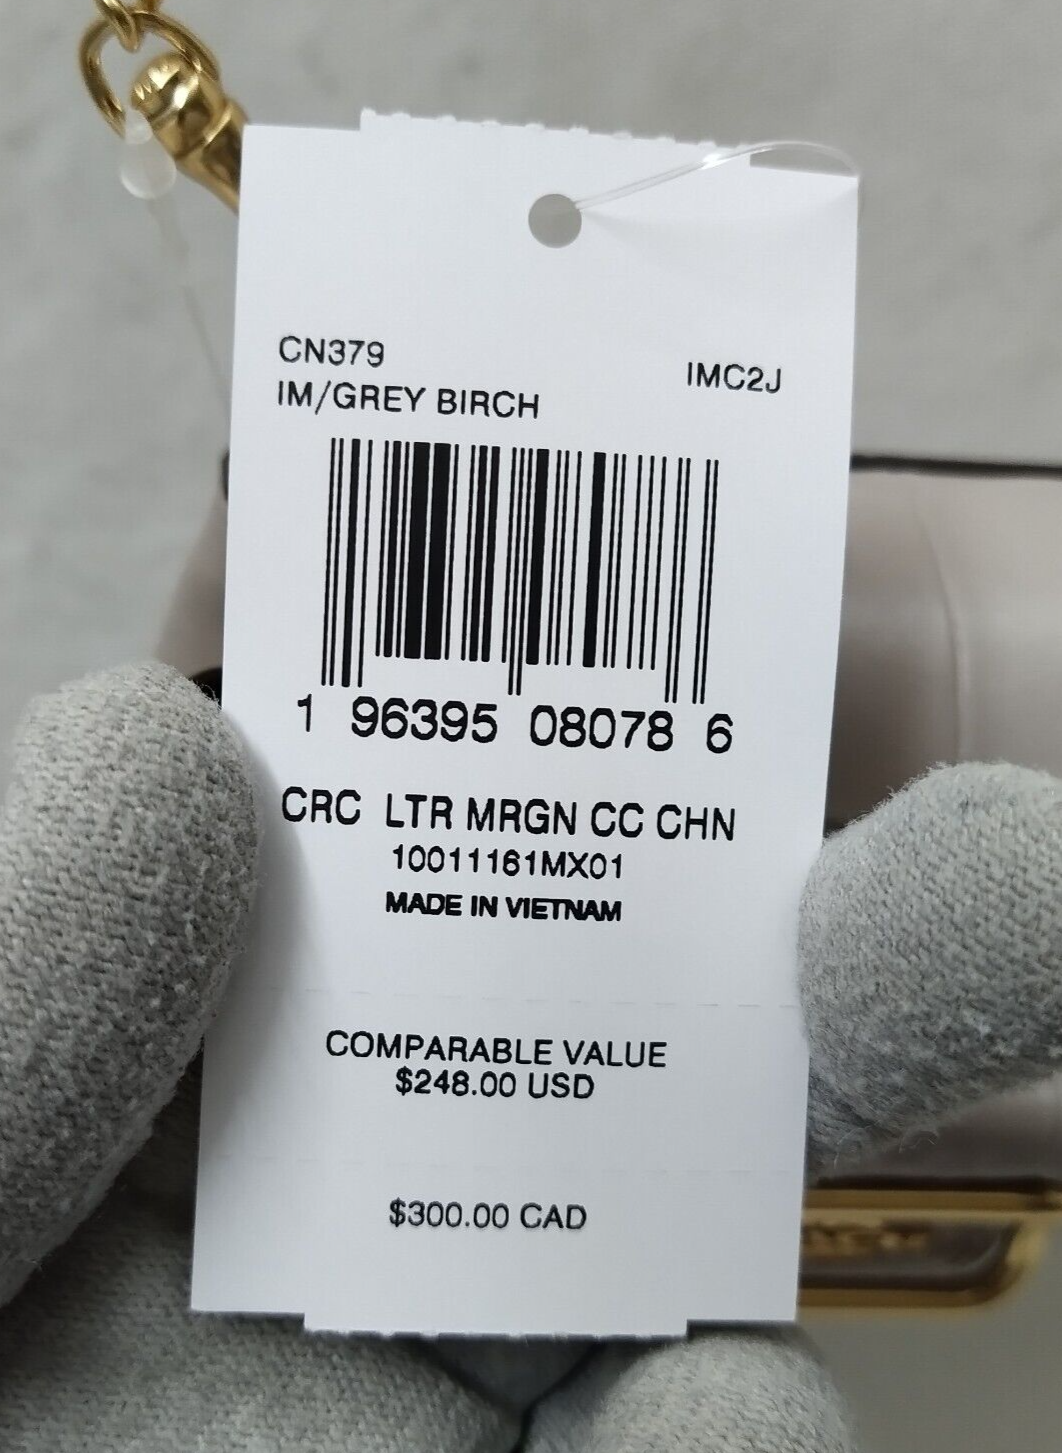 CN379
IMC2J
IM/GREY BIRCH
1 96395 08078 6
CRC LTR MRGN CC CHN
10011161MX01
MADE IN VIETNAM
COMPARABLE VALUE
$248.00 USD
$300.00 CAD